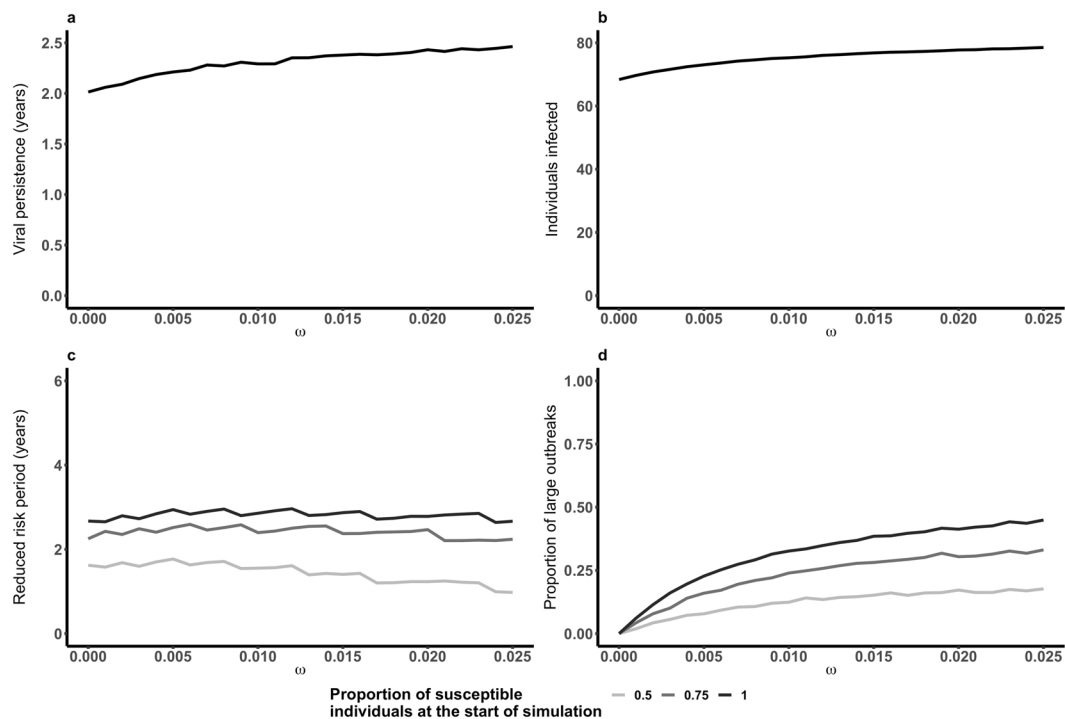 a
2.5
2.0
1.5
1.0
0.5
0.0
Viral persistence (years)
0.000 0.005 0.010 0.015 0.020 0.025
ω
b
80
60
40
20
0
Individuals infected
0.000 0.005 0.010 0.015 0.020 0.025
ω
c
6
4
2
0
Reduced risk period (years)
0.000 0.005 0.010 0.015 0.020 0.025
ω
d
1.00
0.75
0.50
0.25
0.00
Proportion of large outbreaks
0.000 0.005 0.010 0.015 0.020 0.025
ω
Proportion of susceptible
individuals at the start of simulation
0.5 0.75 1